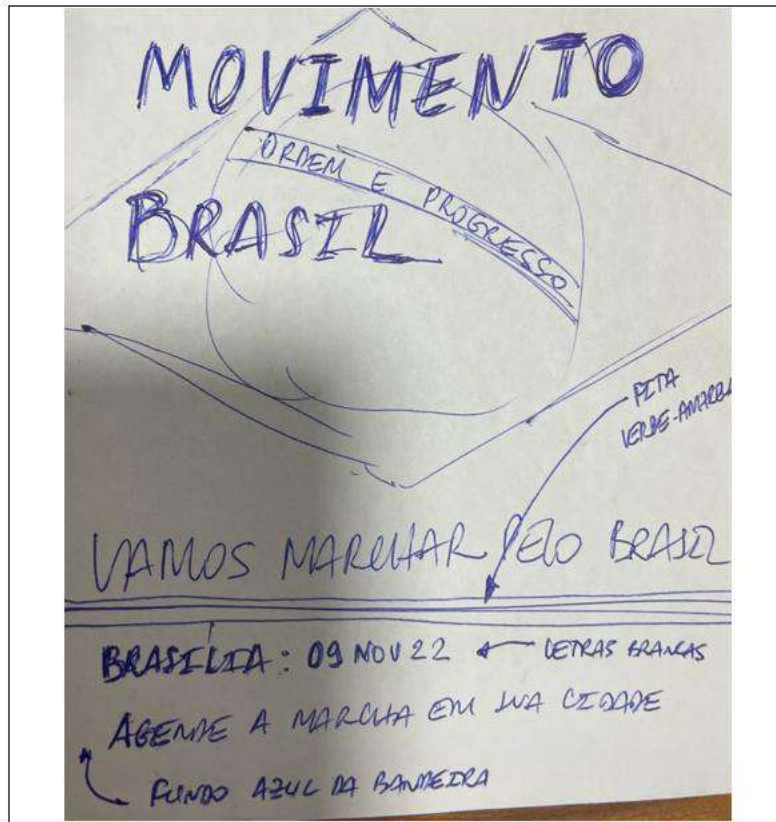 MOVIMENTO
ORDEM E PROGRESSO
BRASIL
FITA
VERDE-AMARELA
VAMOS MARCHAR PELO BRASIL
BRASÍLIA: 09 NOV 22 ← LETRAS BRANCAS
AGENDE A MARCHA EM SUA CIDADE
FUNDO AZUL DA BANDEIRA